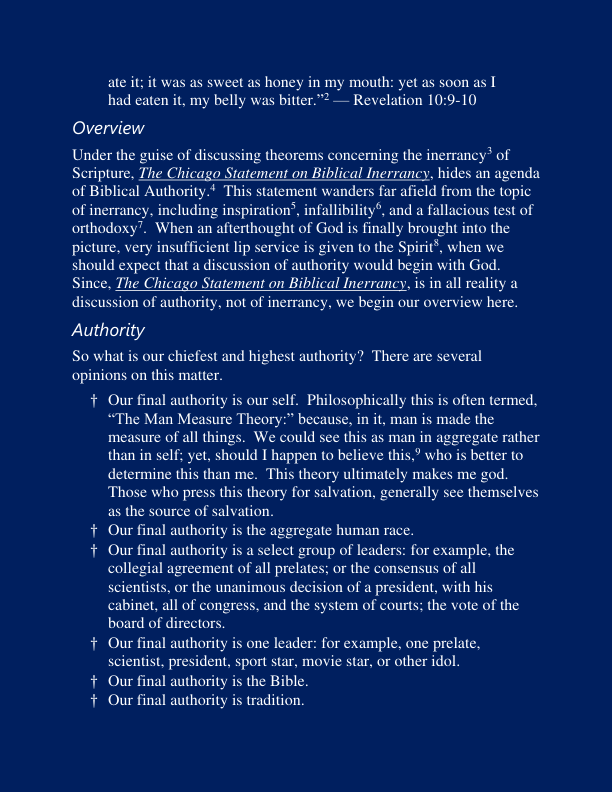 ate it; it was as sweet as honey in my mouth: yet as soon as I
had eaten it, my belly was bitter.”² — Revelation 10:9-10
Overview
Under the guise of discussing theorems concerning the inerrancy³ of
Scripture, The Chicago Statement on Biblical Inerrancy, hides an agenda
of Biblical Authority.⁴  This statement wanders far afield from the topic
of inerrancy, including inspiration⁵, infallibility⁶, and a fallacious test of
orthodoxy⁷.  When an afterthought of God is finally brought into the
picture, very insufficient lip service is given to the Spirit⁸, when we
should expect that a discussion of authority would begin with God.
Since, The Chicago Statement on Biblical Inerrancy, is in all reality a
discussion of authority, not of inerrancy, we begin our overview here.
Authority
So what is our chiefest and highest authority?  There are several
opinions on this matter.
† Our final authority is our self.  Philosophically this is often termed,
“The Man Measure Theory:” because, in it, man is made the
measure of all things.  We could see this as man in aggregate rather
than in self; yet, should I happen to believe this,⁹ who is better to
determine this than me.  This theory ultimately makes me god.
Those who press this theory for salvation, generally see themselves
as the source of salvation.
† Our final authority is the aggregate human race.
† Our final authority is a select group of leaders: for example, the
collegial agreement of all prelates; or the consensus of all
scientists, or the unanimous decision of a president, with his
cabinet, all of congress, and the system of courts; the vote of the
board of directors.
† Our final authority is one leader: for example, one prelate,
scientist, president, sport star, movie star, or other idol.
† Our final authority is the Bible.
† Our final authority is tradition.